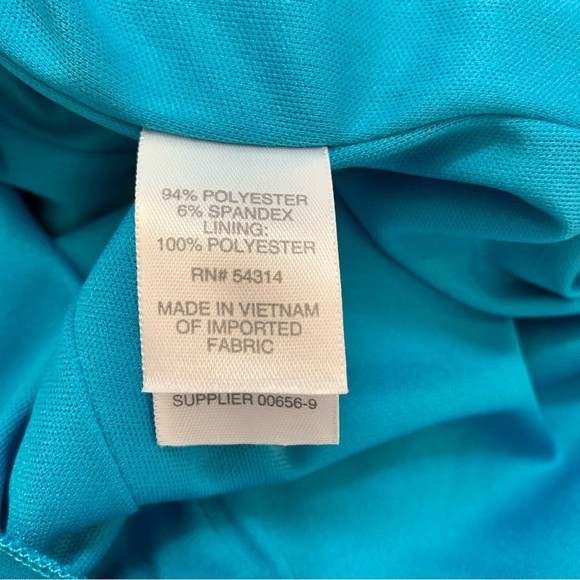 94% POLYESTER
6% SPANDEX
LINING:
100% POLYESTER
RN# 54314
MADE IN VIETNAM
OF IMPORTED
FABRIC
SUPPLIER 00656-9